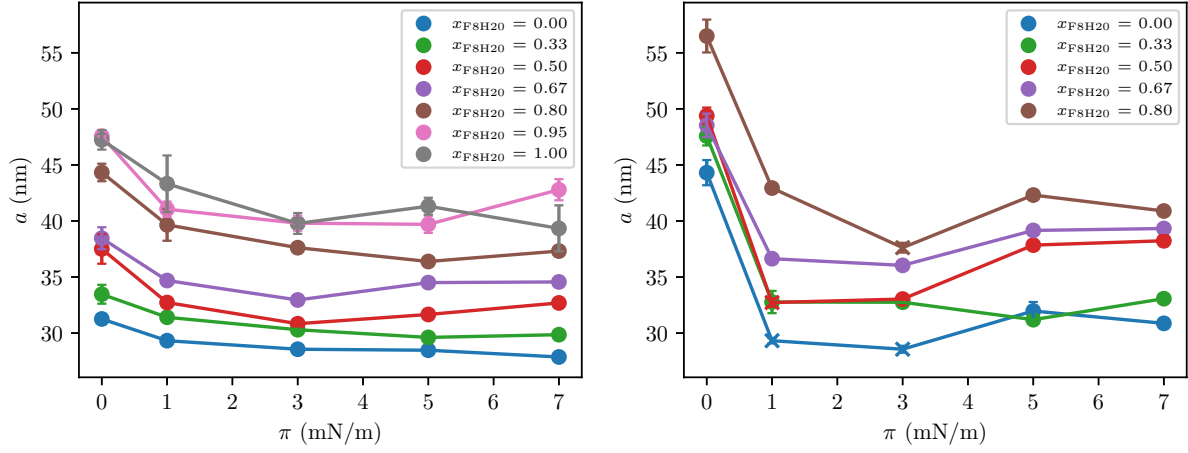 55
50
45
40
35
30
a (nm)
0 1 2 3 4 5 6 7
π (mN/m)
xF8H20 = 0.00
xF8H20 = 0.33
xF8H20 = 0.50
xF8H20 = 0.67
xF8H20 = 0.80
xF8H20 = 0.95
xF8H20 = 1.00
55
50
45
40
35
30
a (nm)
0 1 2 3 4 5 6 7
π (mN/m)
xF8H20 = 0.00
xF8H20 = 0.33
xF8H20 = 0.50
xF8H20 = 0.67
xF8H20 = 0.80